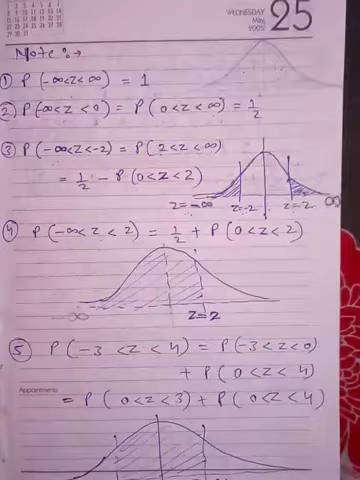 WEDNESDAY
May
2005
25
Note :→
① P(-∞<z<∞) = 1
② P(∞<z<0) = P(0<z<∞) = 1/2
③ P(-∞<z<-2) = P(2<z<∞)
= 1/2 - P(0<z<2)
z=-∞ z=-2 z=2 ∞
④ P(-∞<z<2) = 1/2 + P(0<z<2)
-∞ z=2
⑤ P(-3<z<4) = P(-3<z<0)
+ P(0<z<4)
Appointments
= P(0<z<3) + P(0<z<4)